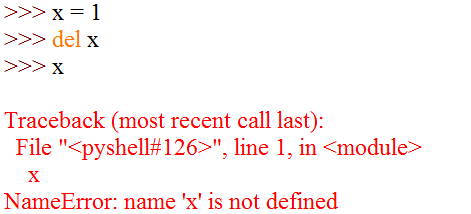 >>> x = 1
>>> del x
>>> x
Traceback (most recent call last):
  File "<pyshell#126>", line 1, in <module>
    x
NameError: name 'x' is not defined